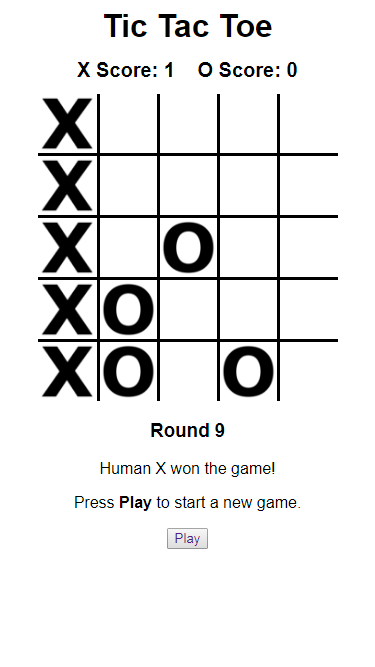 Tic Tac Toe
X Score: 1 O Score: 0
X
X
X O
X O
X O O
Round 9
Human X won the game!
Press Play to start a new game.
Play